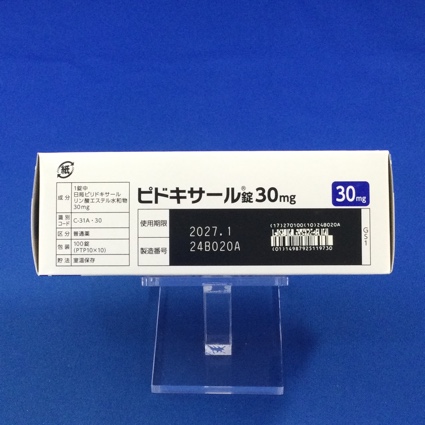 紙
成分
1錠中
日局ピリドキサール
リン酸エステル水和物
30mg
識別コード
C-31A・30
区分
普通薬
包装
100錠
(PTP10×10)
貯法
室温保存
ピドキサール®錠30mg
30mg
使用期限
2027.1
製造番号
24B020A
(17)270100(10)24B020A
(01)14987925119730
GS1